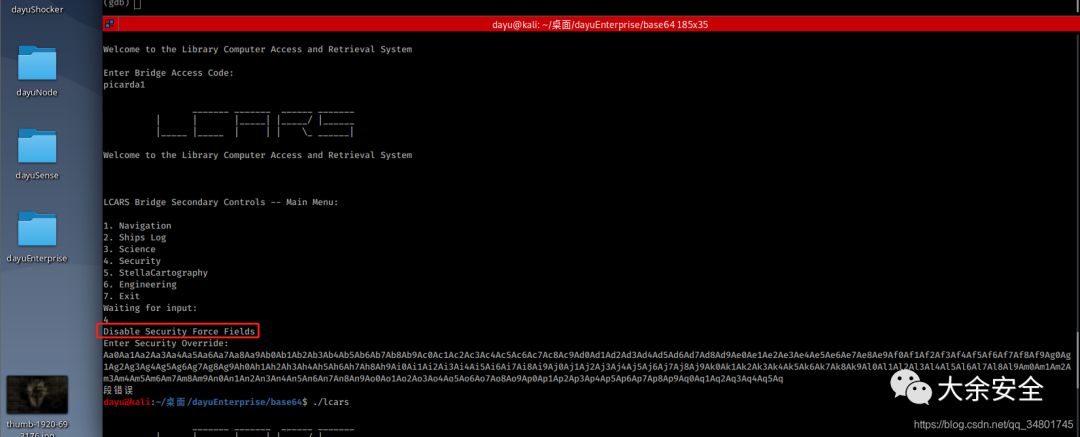 dayuShocker
dayuNode
dayuSense
dayuEnterprise
thumb-1920-69
3176.jpg
(gdb)
dayu@kali: ~/桌面/dayuEnterprise/base64 185x35
Welcome to the Library Computer Access and Retrieval System
Enter Bridge Access Code:
picarda1
LCARS
Welcome to the Library Computer Access and Retrieval System
LCARS Bridge Secondary Controls -- Main Menu:
1. Navigation
2. Ships Log
3. Science
4. Security
5. StellaCartography
6. Engineering
7. Exit
Waiting for input:
4
Disable Security Force Fields
Enter Security Override:
Aa0Aa1Aa2Aa3Aa4Aa5Aa6Aa7Aa8Aa9Ab0Ab1Ab2Ab3Ab4Ab5Ab6Ab7Ab8Ab9Ac0Ac1Ac2Ac3Ac4Ac5Ac6Ac7Ac8Ac9Ad0Ad1Ad2Ad3Ad4Ad5Ad6Ad7Ad8Ad9Ae0Ae1Ae2Ae3Ae4Ae5Ae6Ae7Ae8Ae9Af0Af1Af2Af3Af4Af5Af6Af7Af8Af9Ag0Ag
1Ag2Ag3Ag4Ag5Ag6Ag7Ag8Ag9Ah0Ah1Ah2Ah3Ah4Ah5Ah6Ah7Ah8Ah9Ai0Ai1Ai2Ai3Ai4Ai5Ai6Ai7Ai8Ai9Aj0Aj1Aj2Aj3Aj4Aj5Aj6Aj7Aj8Aj9Ak0Ak1Ak2Ak3Ak4Ak5Ak6Ak7Ak8Ak9Al0Al1Al2Al3Al4Al5Al6Al7Al8Al9Am0Am1Am2A
m3Am4Am5Am6Am7Am8Am9An0An1An2An3An4An5An6An7An8An9Ao0Ao1Ao2Ao3Ao4Ao5Ao6Ao7Ao8Ao9Ap0Ap1Ap2Ap3Ap4Ap5Ap6Ap7Ap8Ap9Aq0Aq1Aq2Aq3Aq4Aq5Aq
段错误
dayu@kali:~/桌面/dayuEnterprise/base64$ ./lcars
大余安全
https://blog.csdn.net/qq_34801745